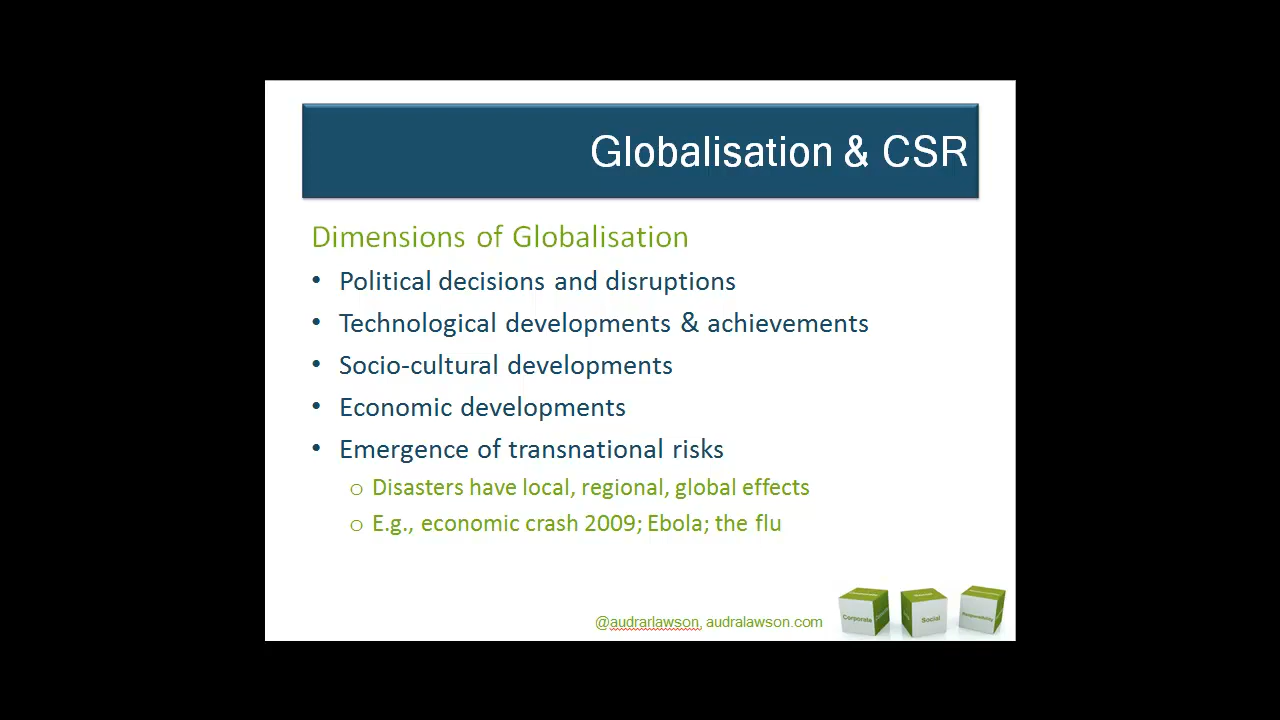 Globalisation & CSR
Dimensions of Globalisation
• Political decisions and disruptions
• Technological developments & achievements
• Socio-cultural developments
• Economic developments
• Emergence of transnational risks
o Disasters have local, regional, global effects
o E.g., economic crash 2009; Ebola; the flu
@audrarlawson, audralawson.com
Corporate Social Responsibility